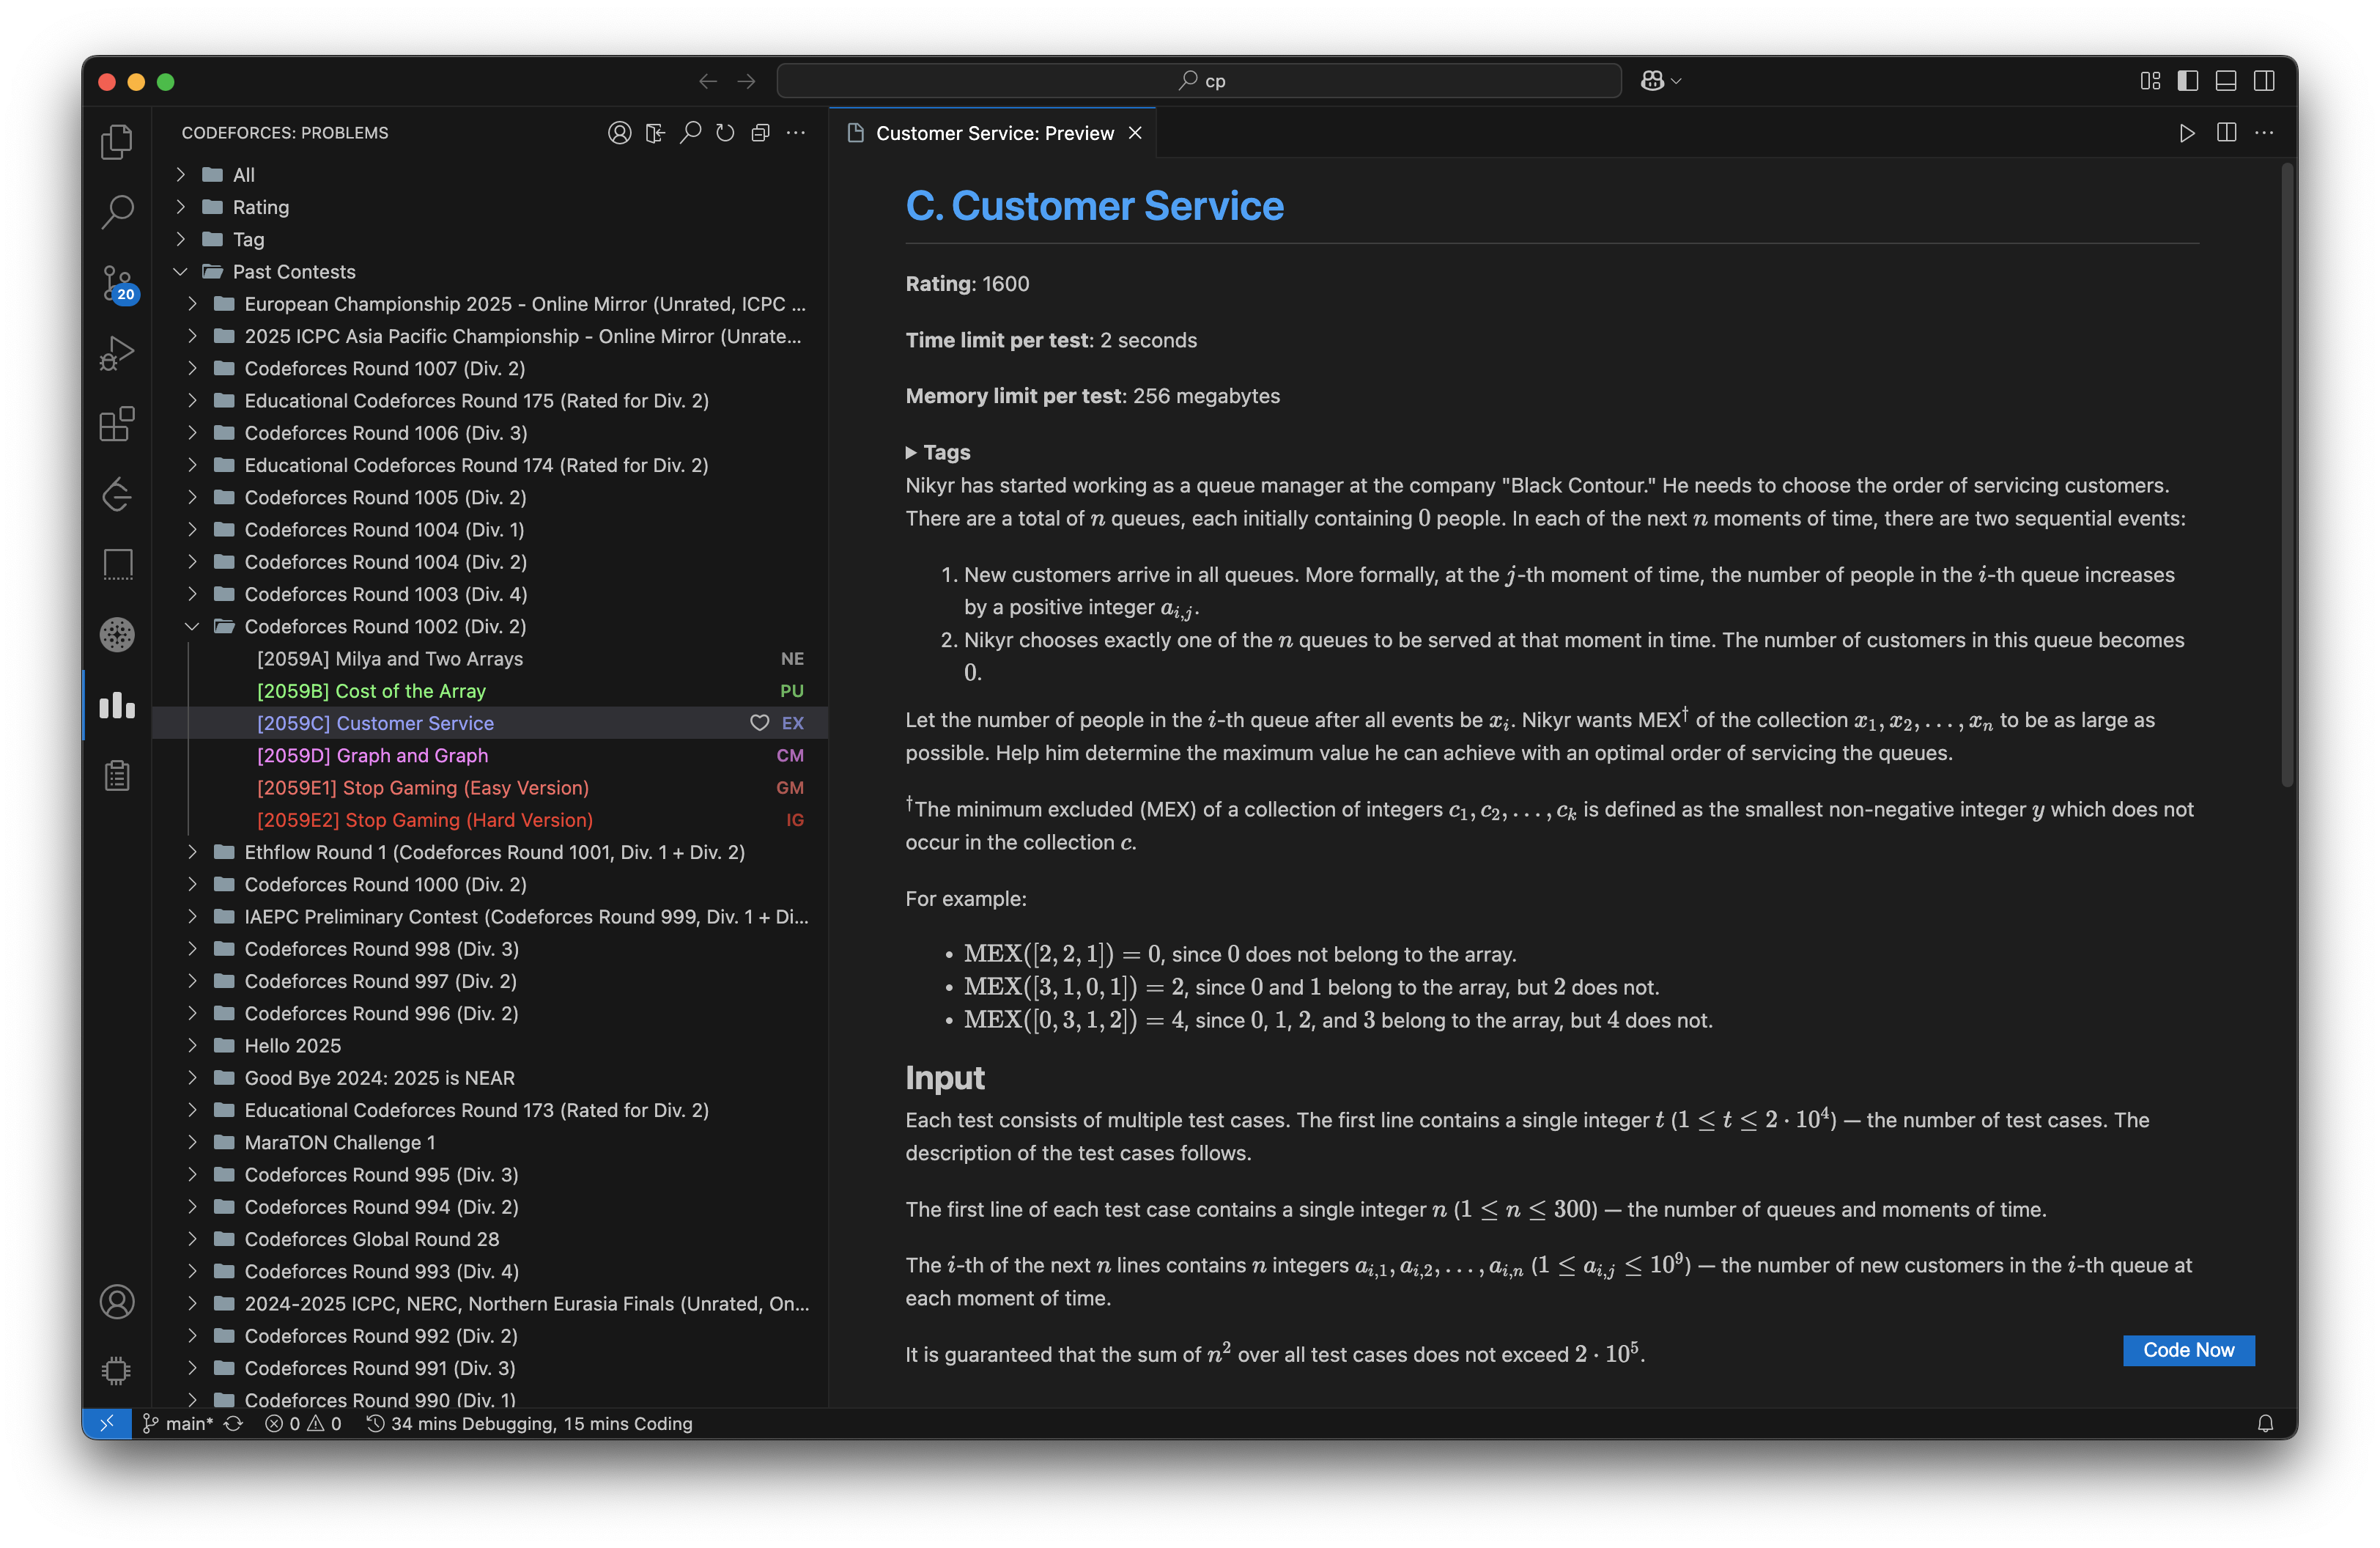 cp
CODEFORCES: PROBLEMS
All
Rating
Tag
Past Contests
European Championship 2025 - Online Mirror (Unrated, ICPC ...
2025 ICPC Asia Pacific Championship - Online Mirror (Unrate...
Codeforces Round 1007 (Div. 2)
Educational Codeforces Round 175 (Rated for Div. 2)
Codeforces Round 1006 (Div. 3)
Educational Codeforces Round 174 (Rated for Div. 2)
Codeforces Round 1005 (Div. 2)
Codeforces Round 1004 (Div. 1)
Codeforces Round 1004 (Div. 2)
Codeforces Round 1003 (Div. 4)
Codeforces Round 1002 (Div. 2)
[2059A] Milya and Two Arrays NE
[2059B] Cost of the Array PU
[2059C] Customer Service EX
[2059D] Graph and Graph CM
[2059E1] Stop Gaming (Easy Version) GM
[2059E2] Stop Gaming (Hard Version) IG
Ethflow Round 1 (Codeforces Round 1001, Div. 1 + Div. 2)
Codeforces Round 1000 (Div. 2)
IAEPC Preliminary Contest (Codeforces Round 999, Div. 1 + Di...
Codeforces Round 998 (Div. 3)
Codeforces Round 997 (Div. 2)
Codeforces Round 996 (Div. 2)
Hello 2025
Good Bye 2024: 2025 is NEAR
Educational Codeforces Round 173 (Rated for Div. 2)
MaraTON Challenge 1
Codeforces Round 995 (Div. 3)
Codeforces Round 994 (Div. 2)
Codeforces Global Round 28
Codeforces Round 993 (Div. 4)
2024-2025 ICPC, NERC, Northern Eurasia Finals (Unrated, On...
Codeforces Round 992 (Div. 2)
Codeforces Round 991 (Div. 3)
Codeforces Round 990 (Div. 1)
20
Customer Service: Preview
C. Customer Service
Rating: 1600
Time limit per test: 2 seconds
Memory limit per test: 256 megabytes
Tags
Nikyr has started working as a queue manager at the company "Black Contour." He needs to choose the order of servicing customers.
There are a total of n queues, each initially containing 0 people. In each of the next n moments of time, there are two sequential events:
1. New customers arrive in all queues. More formally, at the j-th moment of time, the number of people in the i-th queue increases
by a positive integer a_{i,j}.
2. Nikyr chooses exactly one of the n queues to be served at that moment in time. The number of customers in this queue becomes
0.
Let the number of people in the i-th queue after all events be x_i. Nikyr wants MEX† of the collection x_1, x_2, . . . , x_n to be as large as
possible. Help him determine the maximum value he can achieve with an optimal order of servicing the queues.
†The minimum excluded (MEX) of a collection of integers c_1, c_2, . . . , c_k is defined as the smallest non-negative integer y which does not
occur in the collection c.
For example:
• MEX([2, 2, 1]) = 0, since 0 does not belong to the array.
• MEX([3, 1, 0, 1]) = 2, since 0 and 1 belong to the array, but 2 does not.
• MEX([0, 3, 1, 2]) = 4, since 0, 1, 2, and 3 belong to the array, but 4 does not.
Input
Each test consists of multiple test cases. The first line contains a single integer t (1 ≤ t ≤ 2 · 10^4) — the number of test cases. The
description of the test cases follows.
The first line of each test case contains a single integer n (1 ≤ n ≤ 300) — the number of queues and moments of time.
The i-th of the next n lines contains n integers a_{i,1}, a_{i,2}, . . . , a_{i,n} (1 ≤ a_{i,j} ≤ 10^9) — the number of new customers in the i-th queue at
each moment of time.
It is guaranteed that the sum of n^2 over all test cases does not exceed 2 · 10^5.
Code Now
main* 0 0 34 mins Debugging, 15 mins Coding